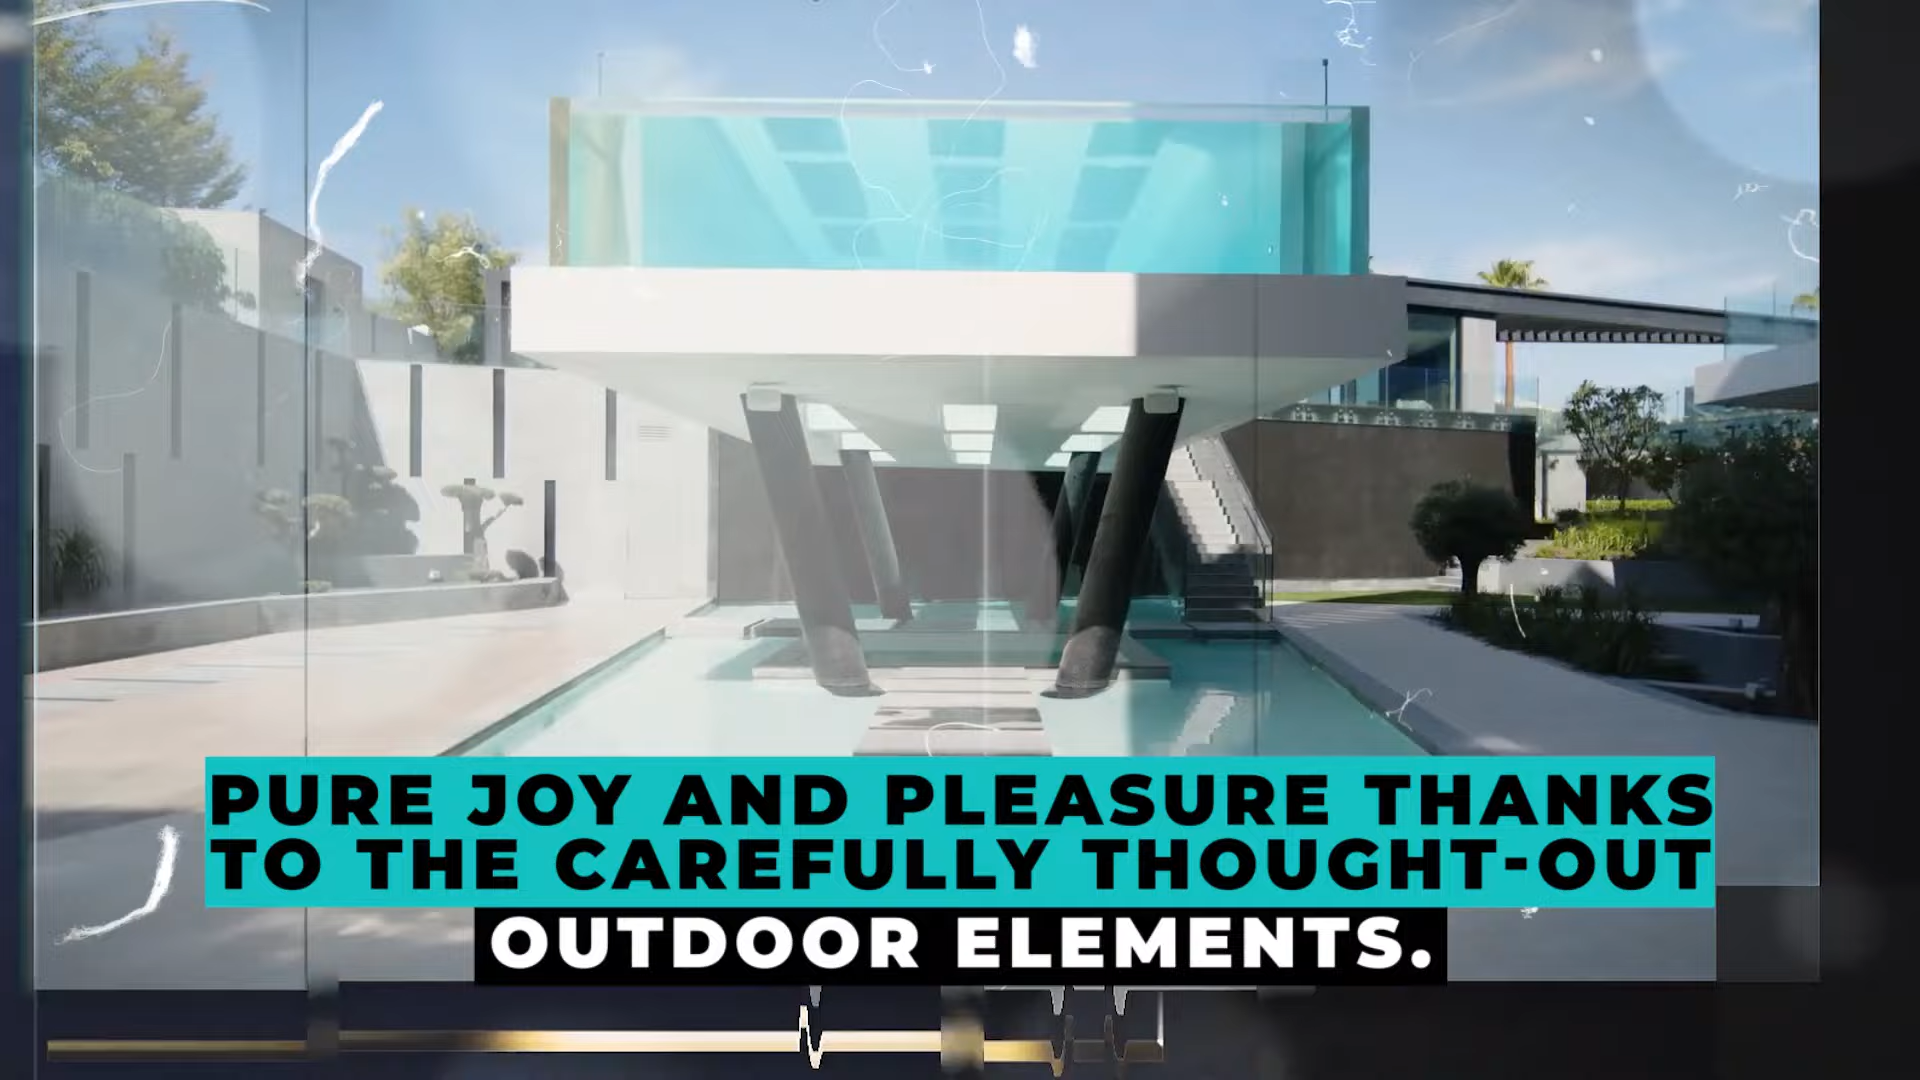 PURE JOY AND PLEASURE THANKS
TO THE CAREFULLY THOUGHT-OUT
OUTDOOR ELEMENTS.